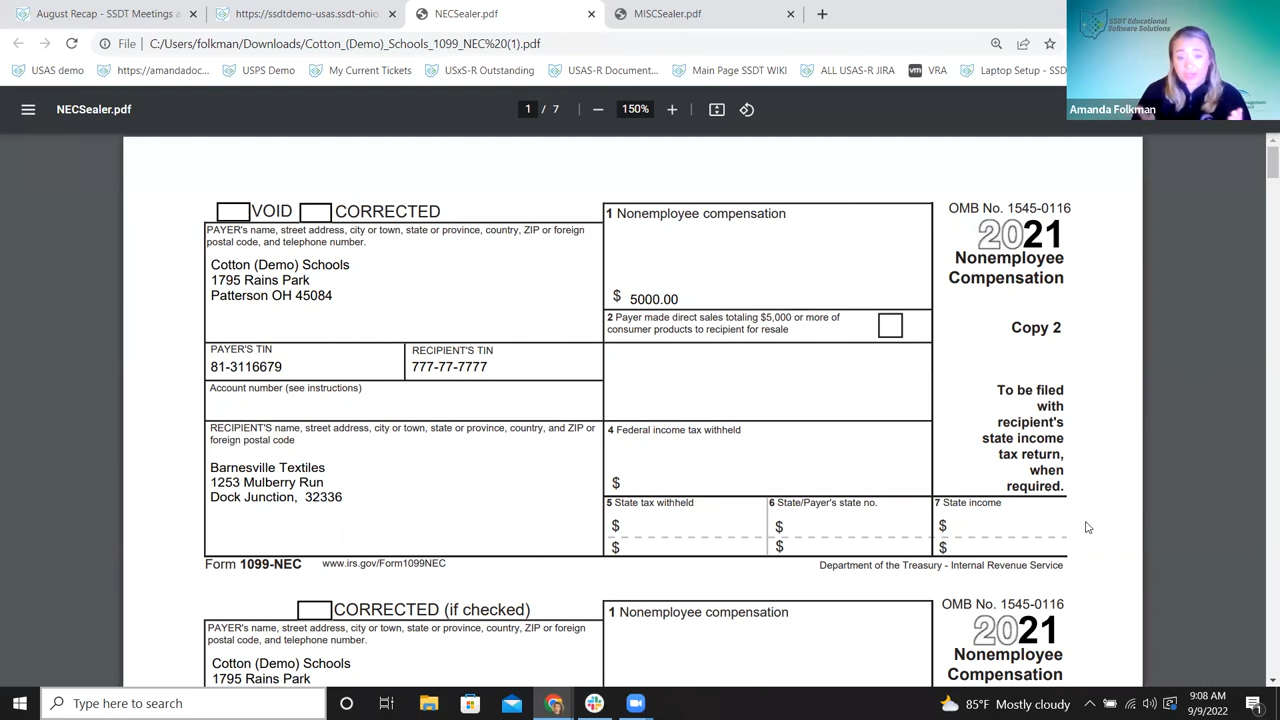 August Recap — SSDT Meetings a
https://ssdtdemo-usas.ssdt-ohio.
NECSealer.pdf
MISCSealer.pdf
File
C:/Users/folkman/Downloads/Cotton_(Demo)_Schools_1099_NEC%20(1).pdf
USAS demo
https://amandadoc...
USPS Demo
My Current Tickets
USxS-R Outstanding
USAS-R Document...
Main Page SSDT WIKI
ALL USAS-R JIRA
vm VRA
Laptop Setup - SSD
SSDT Educational
Software Solutions
Amanda Folkman
NECSealer.pdf
1 / 7
150%
VOID
CORRECTED
PAYER's name, street address, city or town, state or province, country, ZIP or foreign
postal code, and telephone number.
Cotton (Demo) Schools
1795 Rains Park
Patterson OH 45084
1 Nonemployee compensation
$ 5000.00
OMB No. 1545-0116
2021
Nonemployee
Compensation
2 Payer made direct sales totaling $5,000 or more of
consumer products to recipient for resale
Copy 2
PAYER'S TIN
81-3116679
RECIPIENT'S TIN
777-77-7777
Account number (see instructions)
To be filed
with
recipient's
state income
tax return,
when
required.
RECIPIENT'S name, street address, city or town, state or province, country, and ZIP or
foreign postal code
Barnesville Textiles
1253 Mulberry Run
Dock Junction, 32336
4 Federal income tax withheld
$
5 State tax withheld
$
$
6 State/Payer's state no.
$
$
7 State income
$
$
Form 1099-NEC
www.irs.gov/Form1099NEC
Department of the Treasury - Internal Revenue Service
CORRECTED (if checked)
1 Nonemployee compensation
OMB No. 1545-0116
2021
Nonemployee
Compensation
PAYER'S name, street address, city or town, state or province, country, ZIP or foreign
postal code, and telephone number.
Cotton (Demo) Schools
1795 Rains Park
Type here to search
85°F Mostly cloudy
9:08 AM
9/9/2022
1